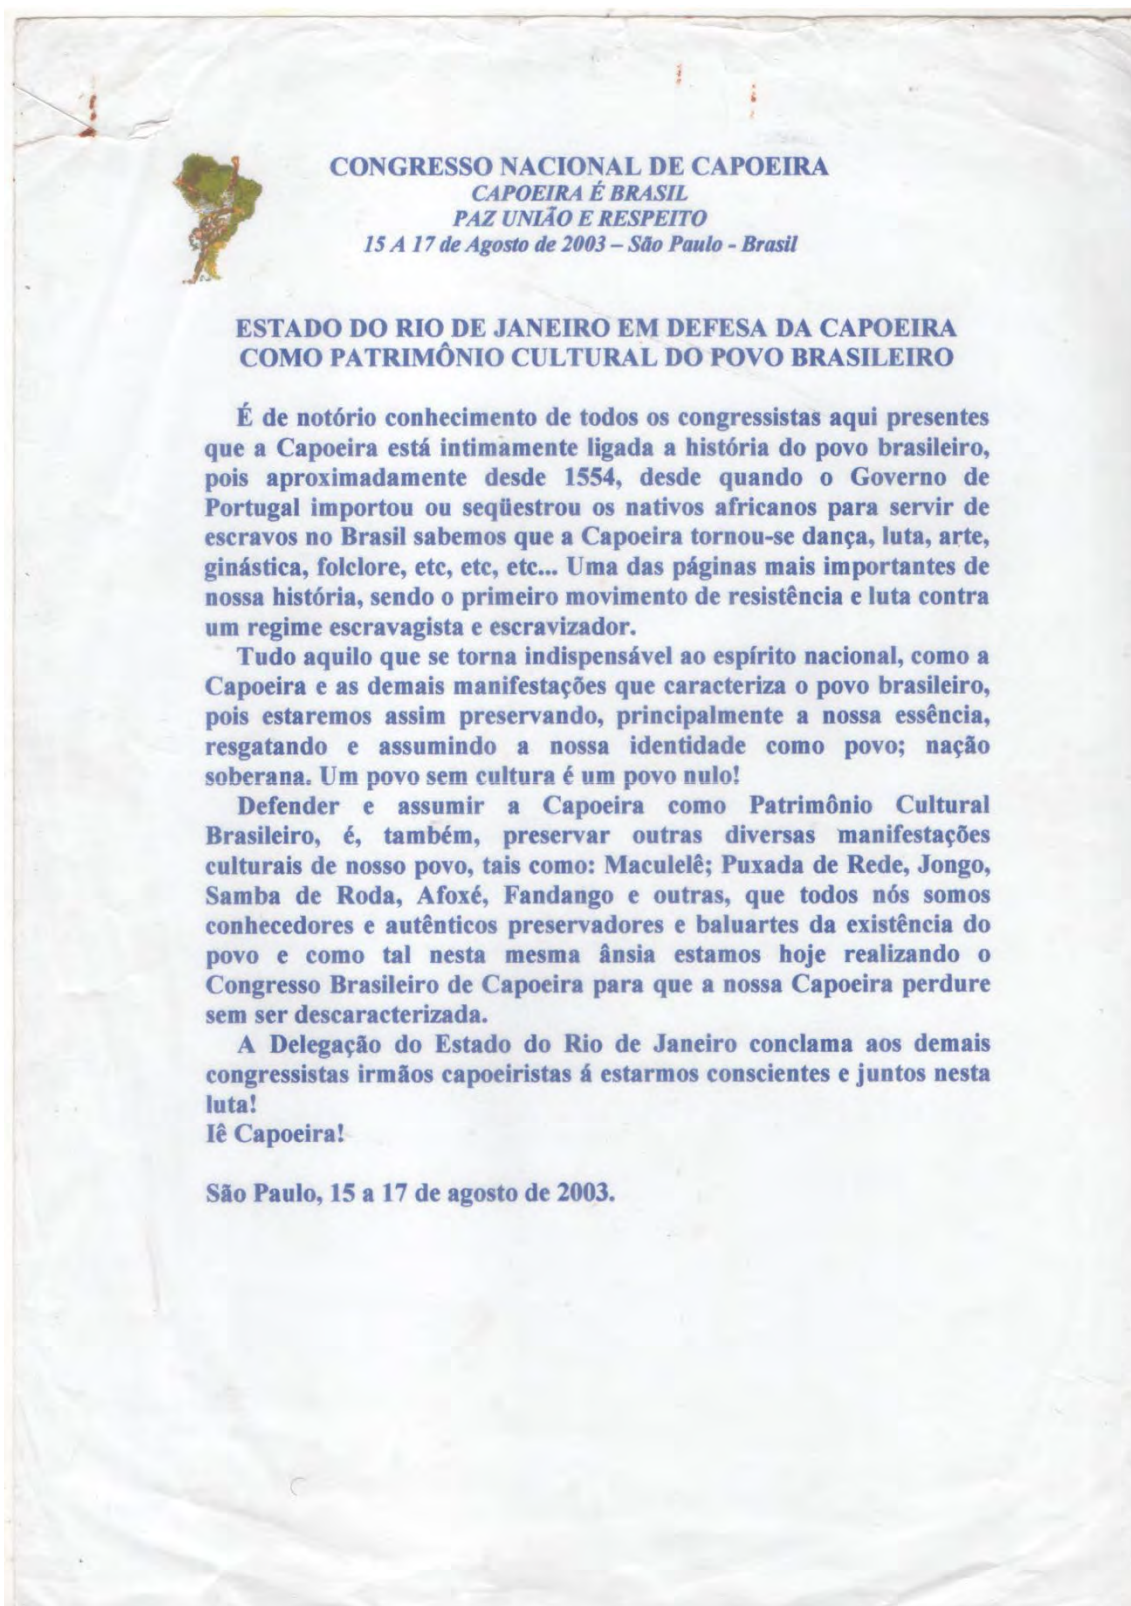 CONGRESSO NACIONAL DE CAPOEIRA
CAPOEIRA É BRASIL
PAZ UNIÃO E RESPEITO
15 A 17 de Agosto de 2003 – São Paulo - Brasil
ESTADO DO RIO DE JANEIRO EM DEFESA DA CAPOEIRA
COMO PATRIMÔNIO CULTURAL DO POVO BRASILEIRO
É de notório conhecimento de todos os congressistas aqui presentes
que a Capoeira está intimamente ligada a história do povo brasileiro,
pois aproximadamente desde 1554, desde quando o Governo de
Portugal importou ou seqüestrou os nativos africanos para servir de
escravos no Brasil sabemos que a Capoeira tornou-se dança, luta, arte,
ginástica, folclore, etc, etc, etc... Uma das páginas mais importantes de
nossa história, sendo o primeiro movimento de resistência e luta contra
um regime escravagista e escravizador.
Tudo aquilo que se torna indispensável ao espírito nacional, como a
Capoeira e as demais manifestações que caracteriza o povo brasileiro,
pois estaremos assim preservando, principalmente a nossa essência,
resgatando e assumindo a nossa identidade como povo; nação
soberana. Um povo sem cultura é um povo nulo!
Defender e assumir a Capoeira como Patrimônio Cultural
Brasileiro, é, também, preservar outras diversas manifestações
culturais de nosso povo, tais como: Maculelê; Puxada de Rede, Jongo,
Samba de Roda, Afoxé, Fandango e outras, que todos nós somos
conhecedores e autênticos preservadores e baluartes da existência do
povo e como tal nesta mesma ânsia estamos hoje realizando o
Congresso Brasileiro de Capoeira para que a nossa Capoeira perdure
sem ser descaracterizada.
A Delegação do Estado do Rio de Janeiro conclama aos demais
congressistas irmãos capoeiristas á estarmos conscientes e juntos nesta
luta!
Iê Capoeira!
São Paulo, 15 a 17 de agosto de 2003.